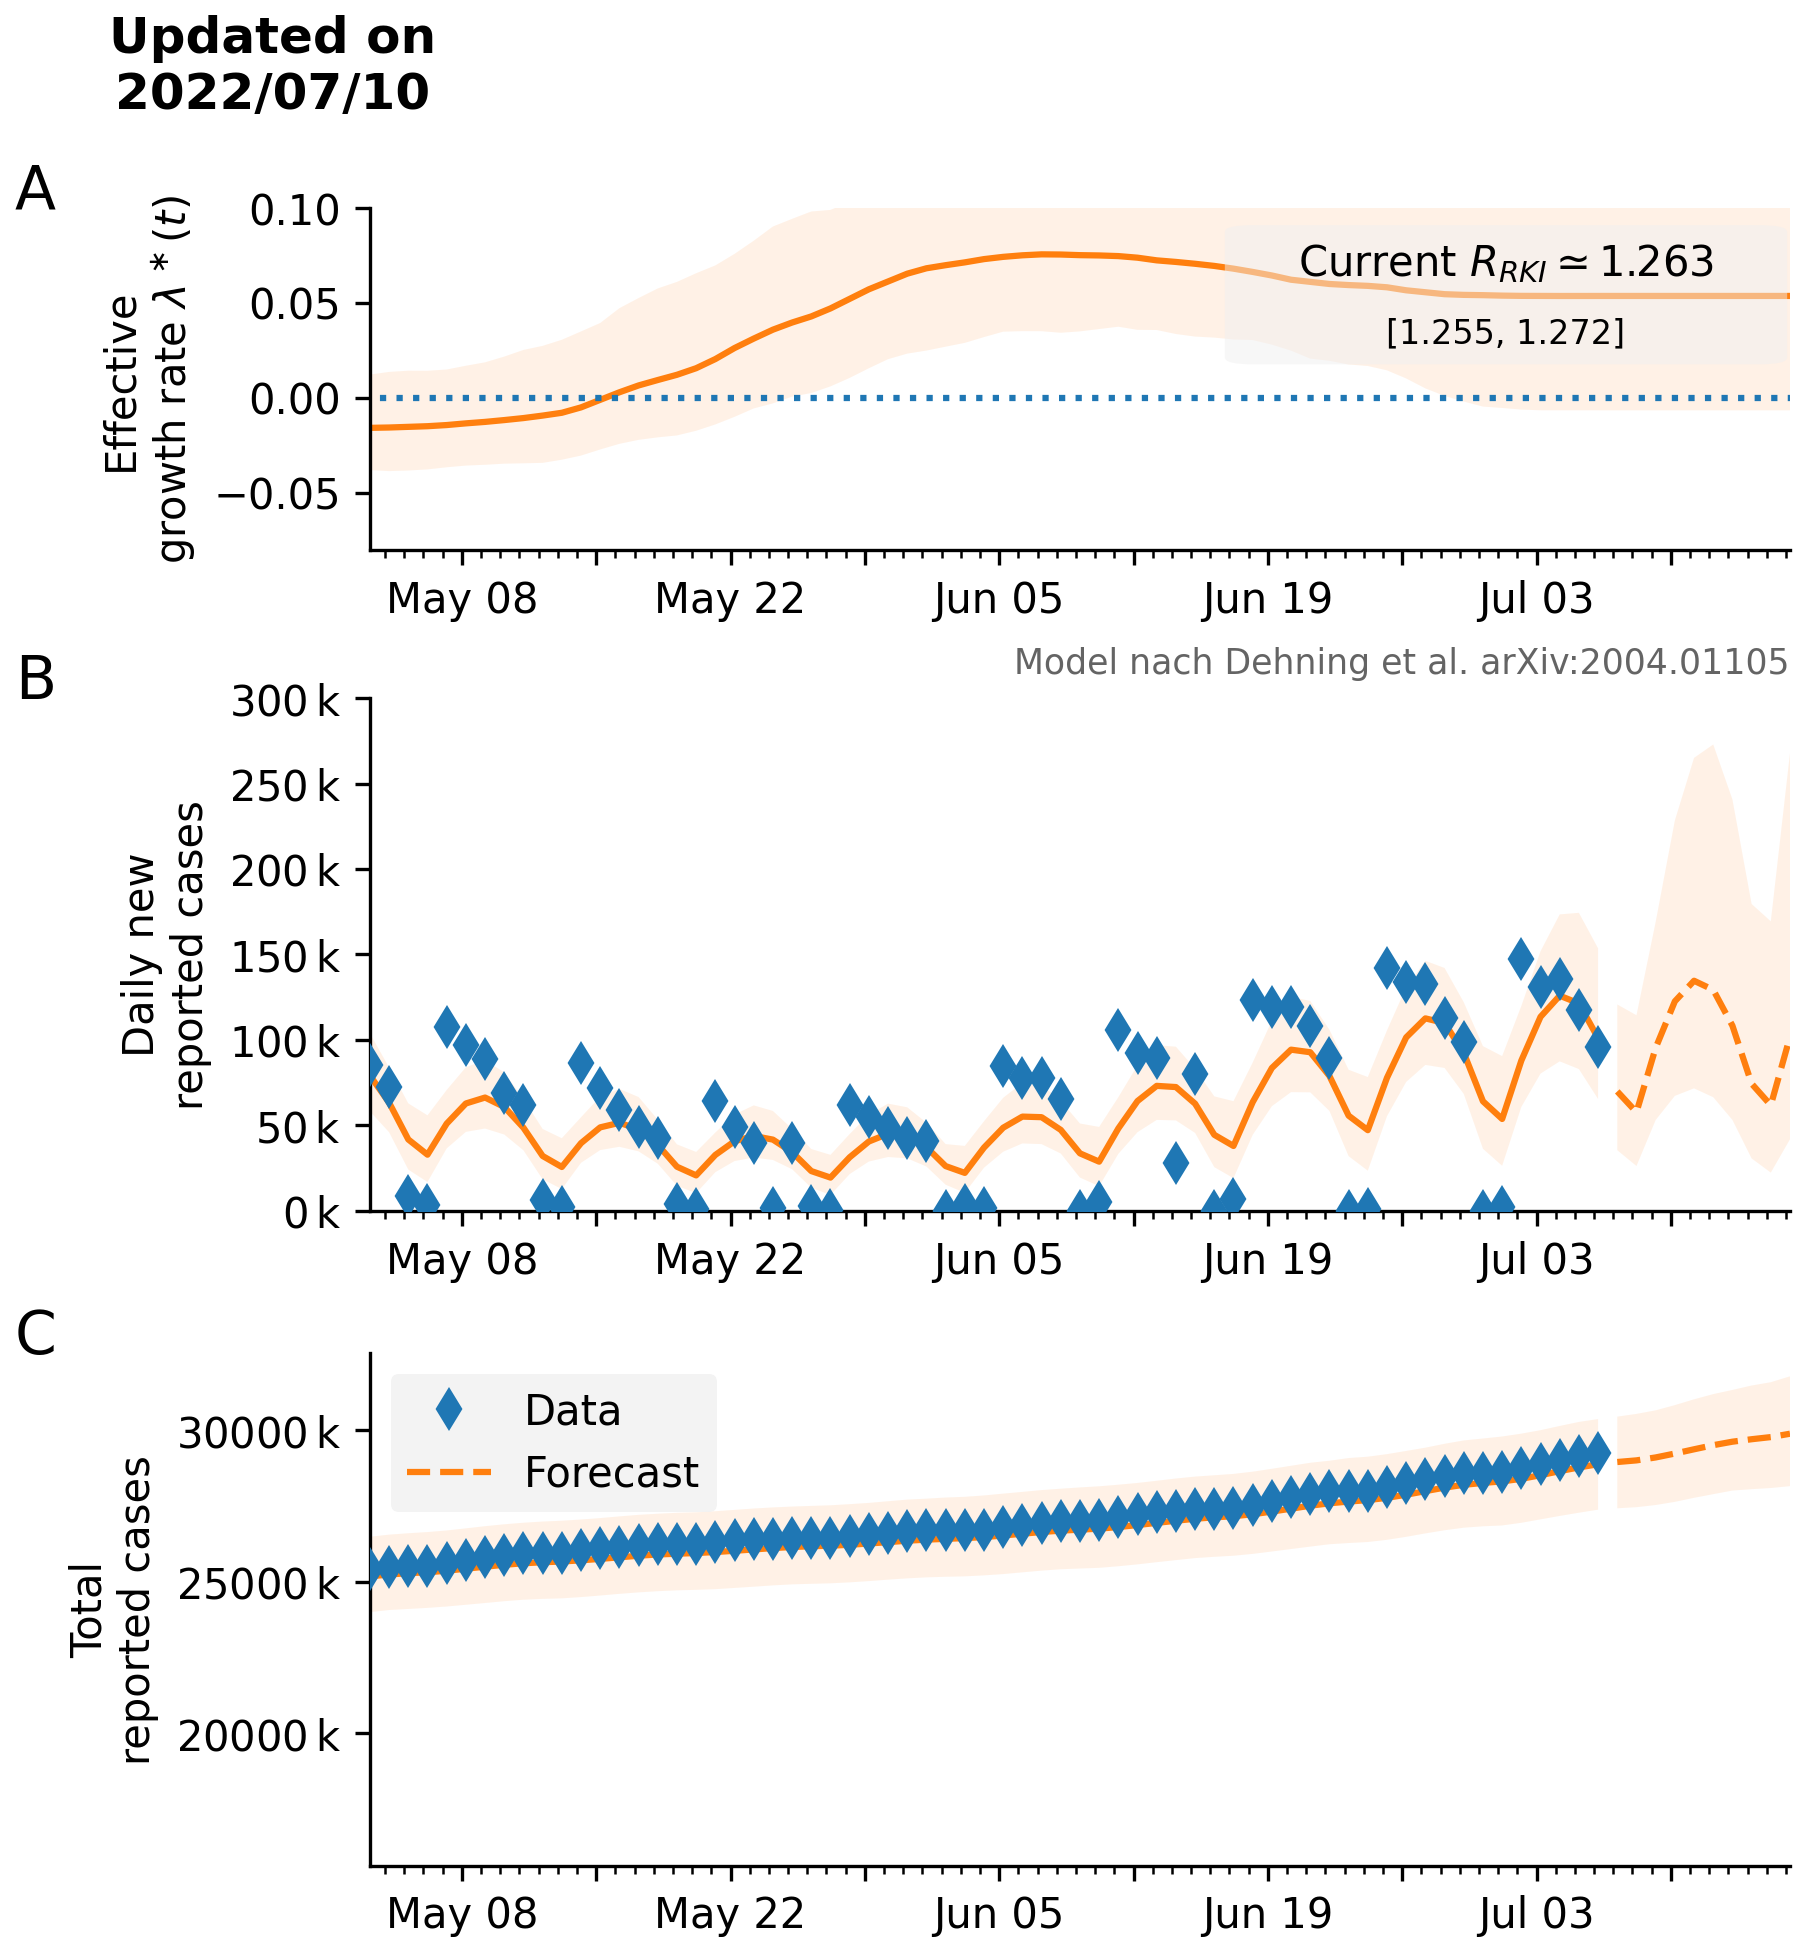 Updated on
2022/07/10
A
Effective
growth rate λ * (t)
0.10
0.05
0.00
−0.05
Current R_RKI ≃ 1.263
[1.255, 1.272]
May 08
May 22
Jun 05
Jun 19
Jul 03
Model nach Dehning et al. arXiv:2004.01105
B
Daily new
reported cases
300 k
250 k
200 k
150 k
100 k
50 k
0 k
May 08
May 22
Jun 05
Jun 19
Jul 03
C
Total
reported cases
30000 k
25000 k
20000 k
Data
Forecast
May 08
May 22
Jun 05
Jun 19
Jul 03